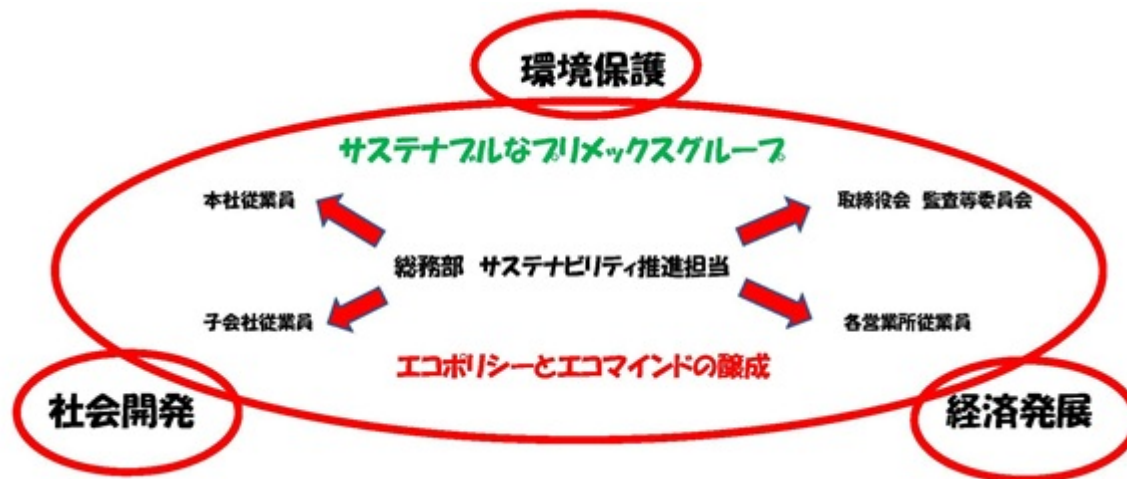 環境保護
サステナブルなプリメックスグループ
本社従業員
取締役会 監査等委員会
総務部 サステナビリティ推進担当
子会社従業員
各営業所従業員
エコポリシーとエコマインドの醸成
社会開発
経済発展